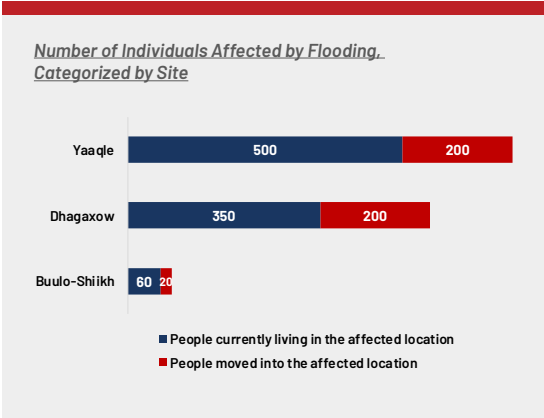 Number of Individuals Affected by Flooding,
Categorized by Site
Yaaqle
500
200
Dhagaxow
350
200
Buulo-Shiikh
60
20
People currently living in the affected location
People moved into the affected location